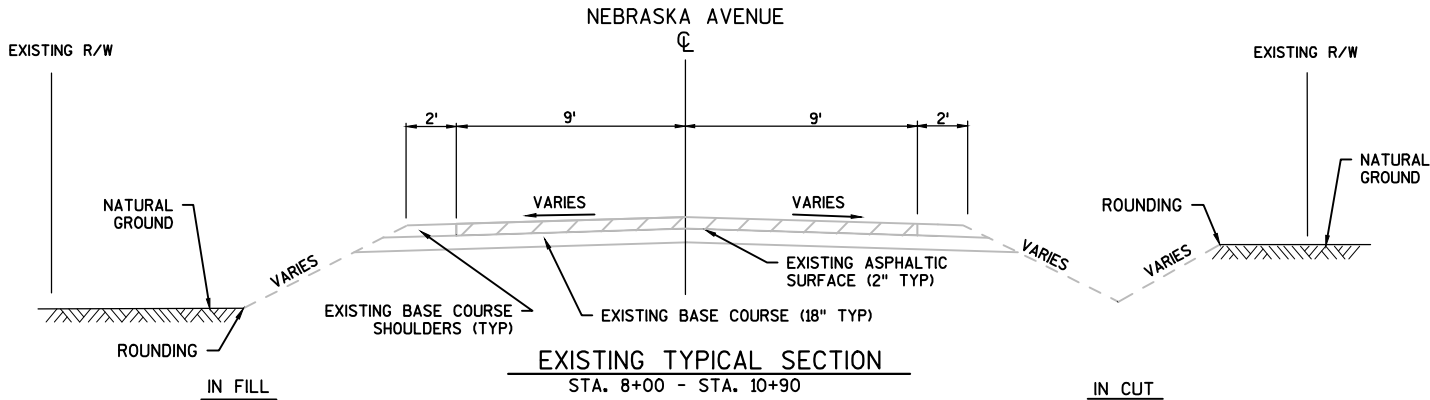 NEBRASKA AVENUE
℄
EXISTING R/W
EXISTING R/W
2'
9'
9'
2'
NATURAL
GROUND
VARIES
VARIES
NATURAL
GROUND
ROUNDING
VARIES
VARIES
VARIES
EXISTING ASPHALTIC
SURFACE (2" TYP)
EXISTING BASE COURSE
SHOULDERS (TYP)
EXISTING BASE COURSE (18" TYP)
ROUNDING
EXISTING TYPICAL SECTION
STA. 8+00 - STA. 10+90
IN FILL
IN CUT